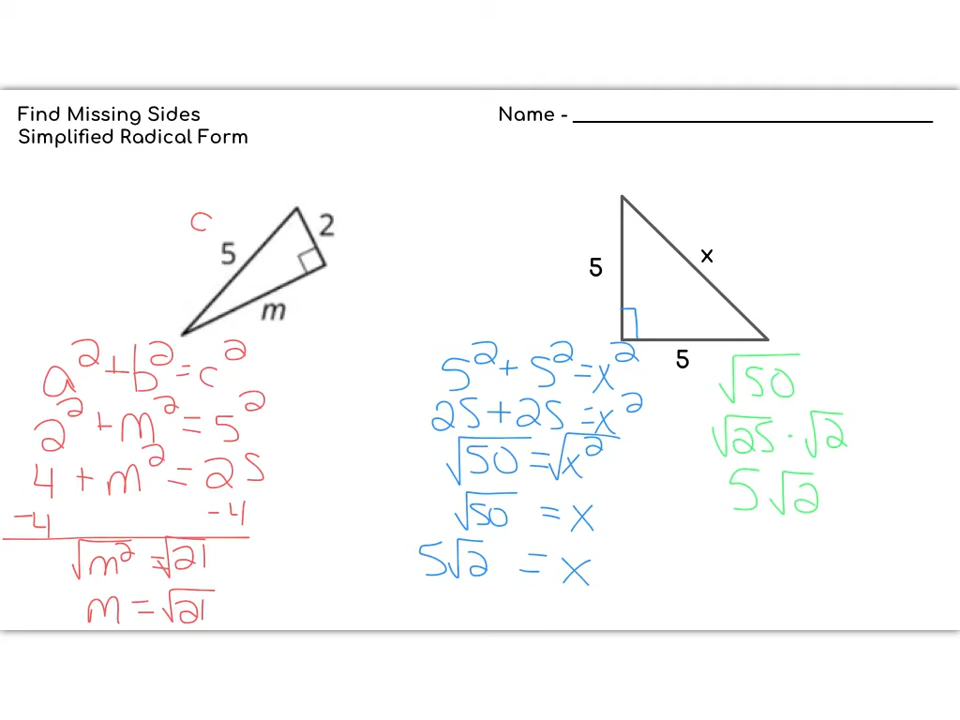 Find Missing Sides
Simplified Radical Form
Name - ____________________
c
5
2
m
a² + b² = c²
2² + m² = 5²
4 + m² = 25
-4 -4
√m² = √21
m = √21
5
x
5
5² + 5² = x²
25 + 25 = x²
√50 = √x²
√50 = x
5√2 = x
√50
√25 · √2
5√2